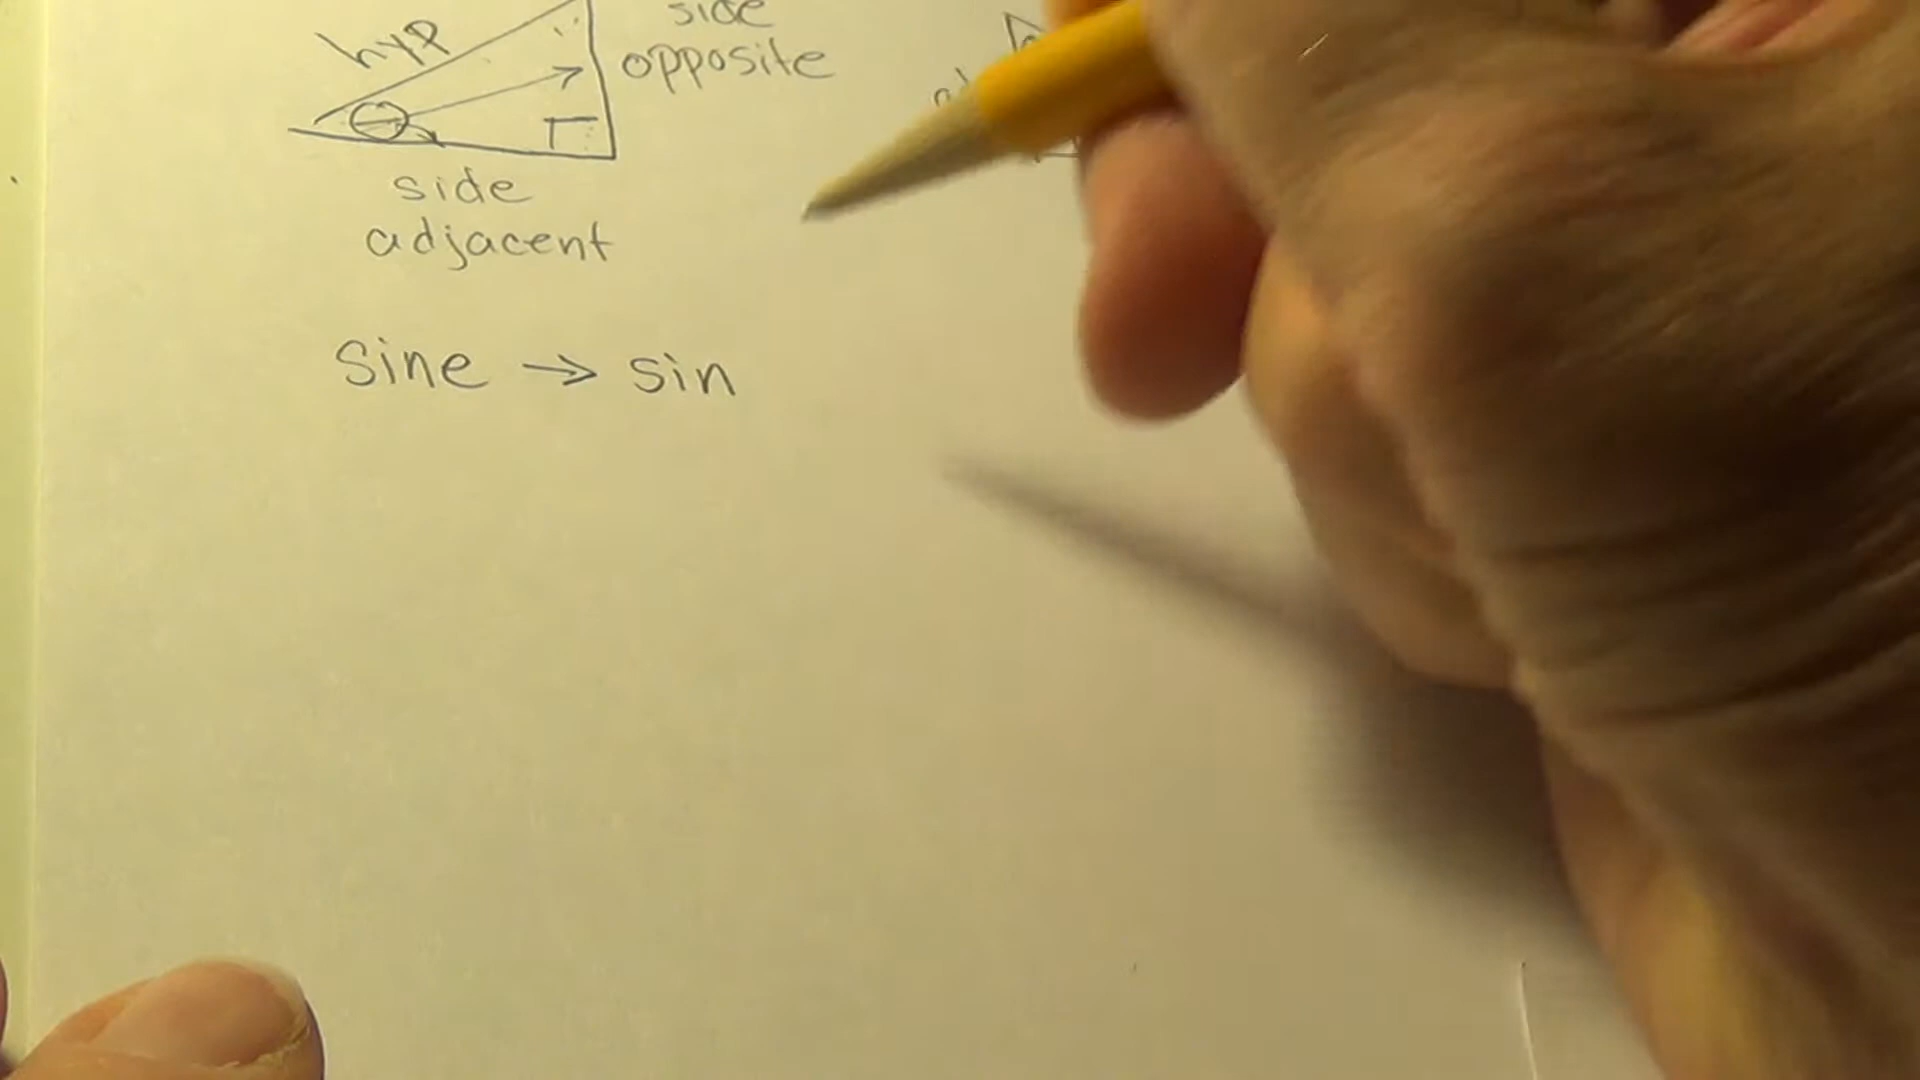 hyp
side
opposite
θ
side
adjacent
sine → sin